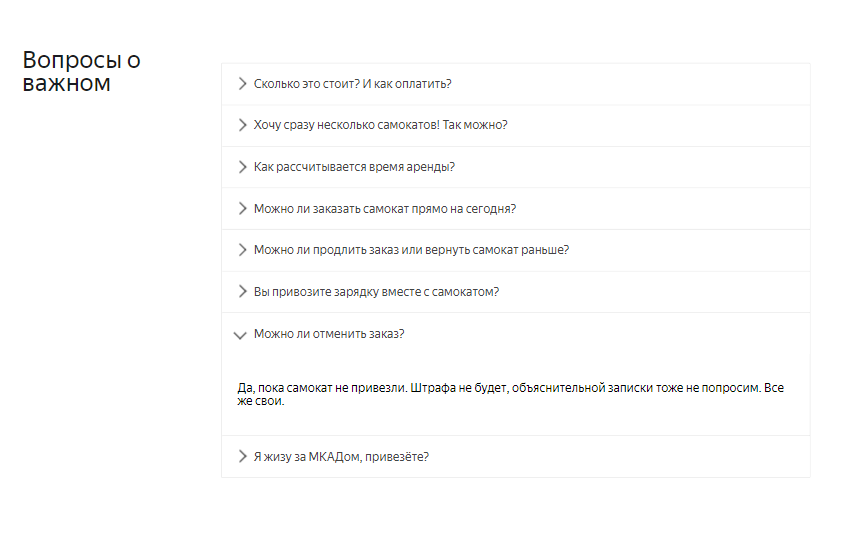 Вопросы о
важном
Сколько это стоит? И как оплатить?
Хочу сразу несколько самокатов! Так можно?
Как рассчитывается время аренды?
Можно ли заказать самокат прямо на сегодня?
Можно ли продлить заказ или вернуть самокат раньше?
Вы привозите зарядку вместе с самокатом?
Можно ли отменить заказ?
Да, пока самокат не привезли. Штрафа не будет, объяснительной записки тоже не попросим. Все
же свои.
Я жизу за МКАДом, привезёте?